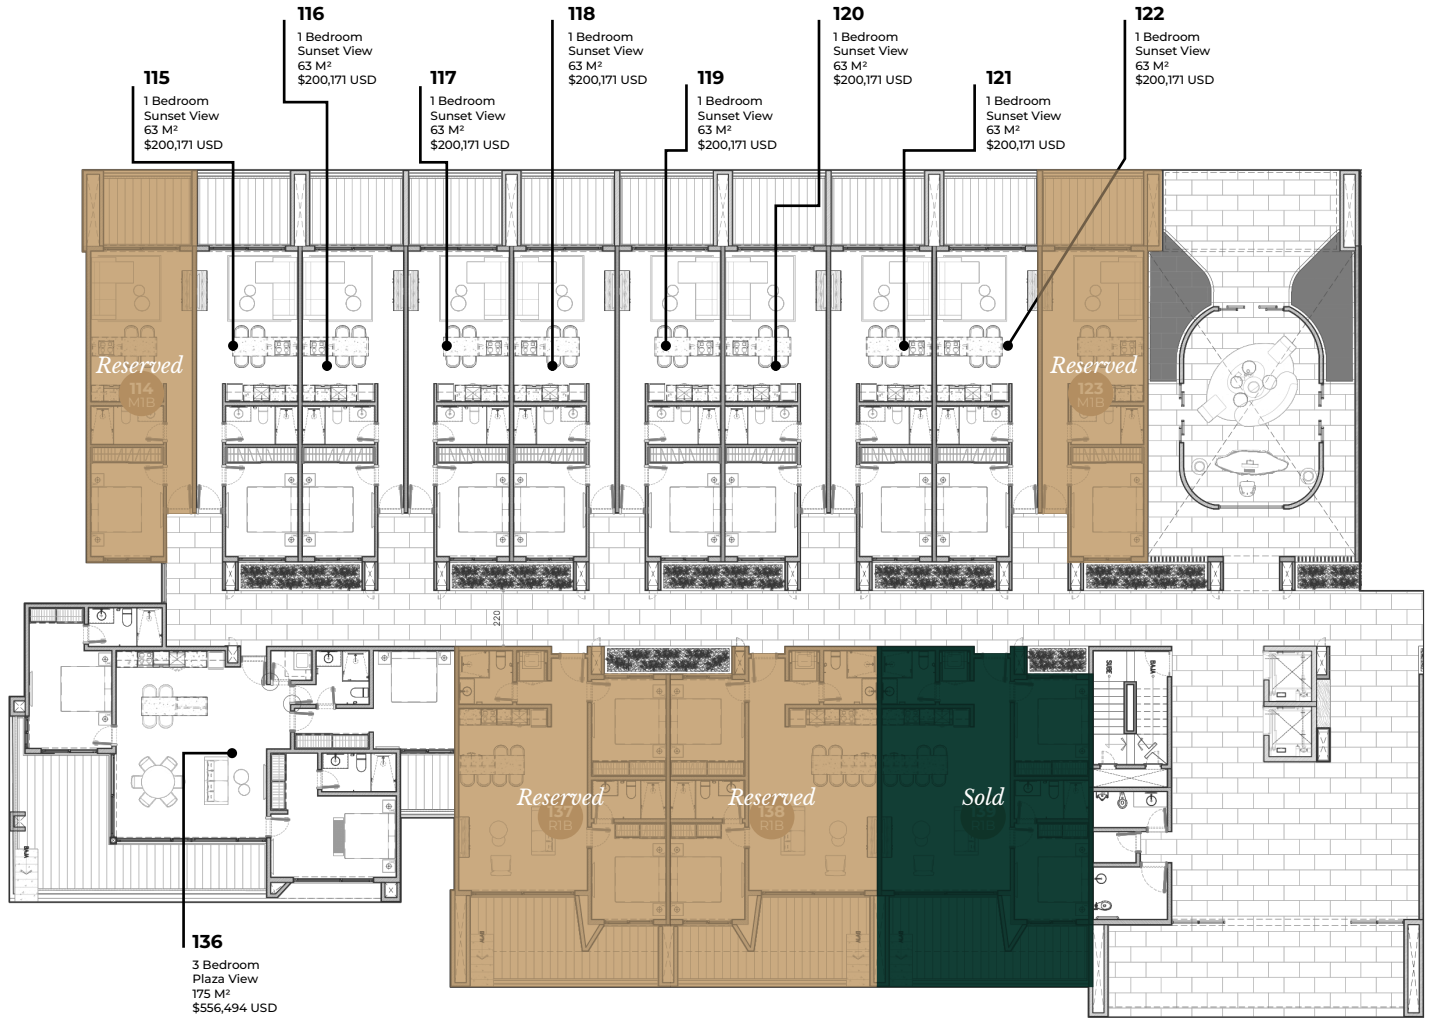 116
1 Bedroom
Sunset View
63 M²
$200,171 USD
118
1 Bedroom
Sunset View
63 M²
$200,171 USD
120
1 Bedroom
Sunset View
63 M²
$200,171 USD
122
1 Bedroom
Sunset View
63 M²
$200,171 USD
115
1 Bedroom
Sunset View
63 M²
$200,171 USD
117
1 Bedroom
Sunset View
63 M²
$200,171 USD
119
1 Bedroom
Sunset View
63 M²
$200,171 USD
121
1 Bedroom
Sunset View
63 M²
$200,171 USD
Reserved
114
M1B
Reserved
123
M1B
220
SUBE
BAJA
Reserved
137
R1B
Reserved
138
R1B
Sold
BAJA
136
3 Bedroom
Plaza View
175 M²
$556,494 USD